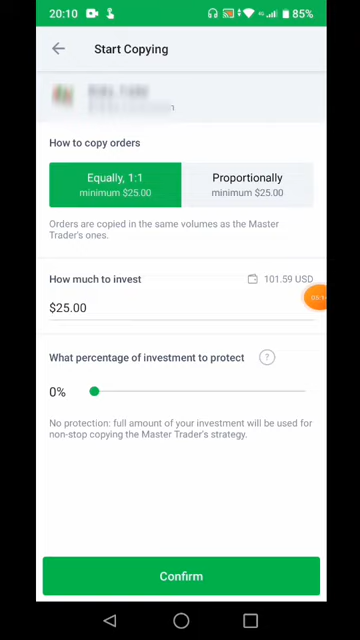 20:10
85%
Start Copying
How to copy orders
Equally, 1:1
minimum $25.00
Proportionally
minimum $25.00
Orders are copied in the same volumes as the Master
Trader's ones.
How much to invest
101.59 USD
$25.00
What percentage of investment to protect
?
0%
No protection: full amount of your investment will be used for
non-stop copying the Master Trader's strategy.
Confirm